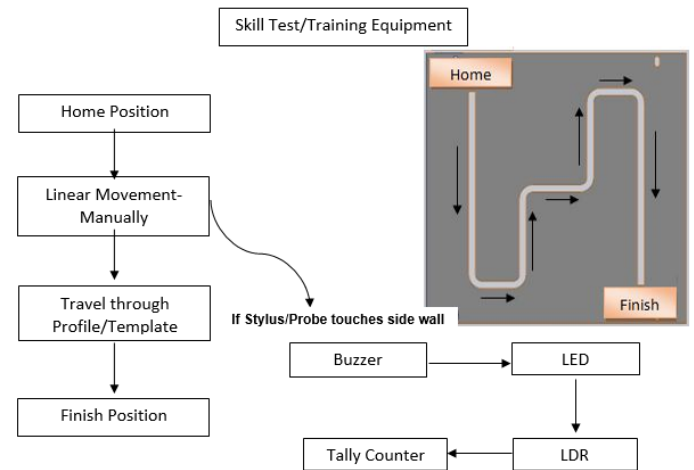 Skill Test/Training Equipment
Home
Home Position
Linear Movement-
Manually
Travel through
Profile/Template
Finish
If Stylus/Probe touches side wall
Buzzer
LED
Finish Position
Tally Counter
LDR